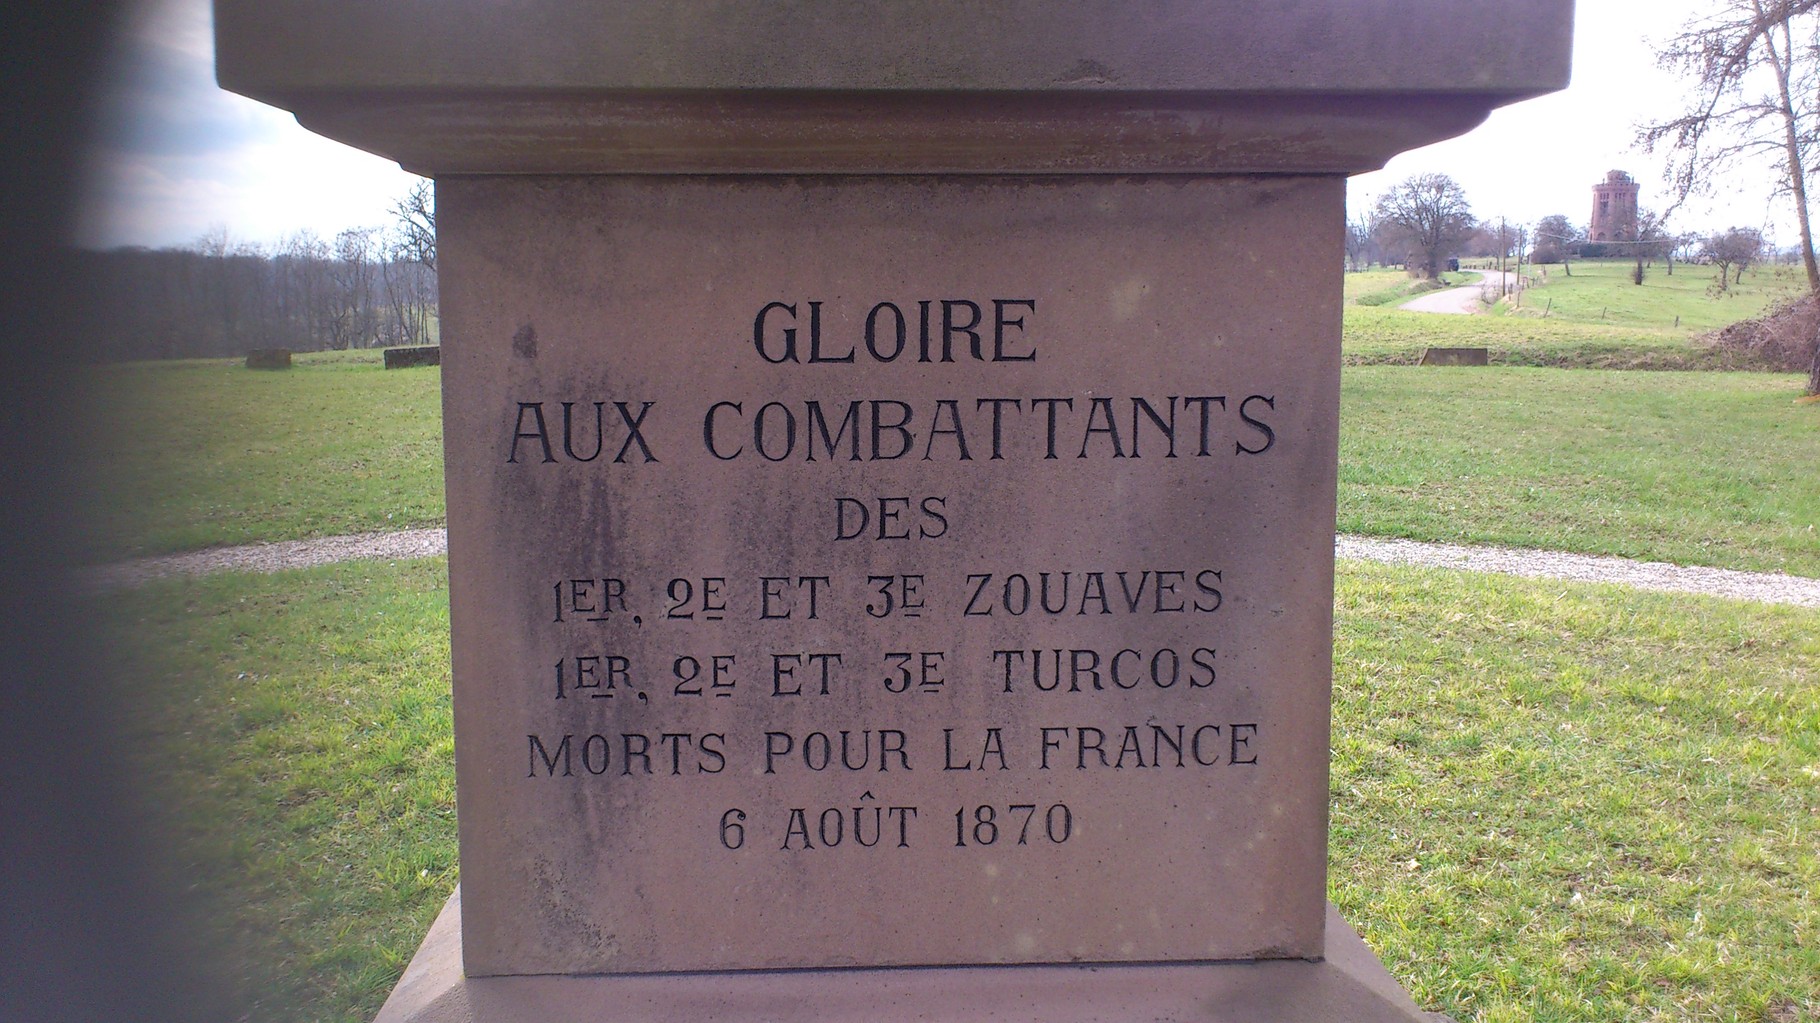 GLOIRE
AUX COMBATTANTS
DES
1ER, 2E ET 3E ZOUAVES
1ER, 2E ET 3E TURCOS
MORTS POUR LA FRANCE
6 AOÛT 1870